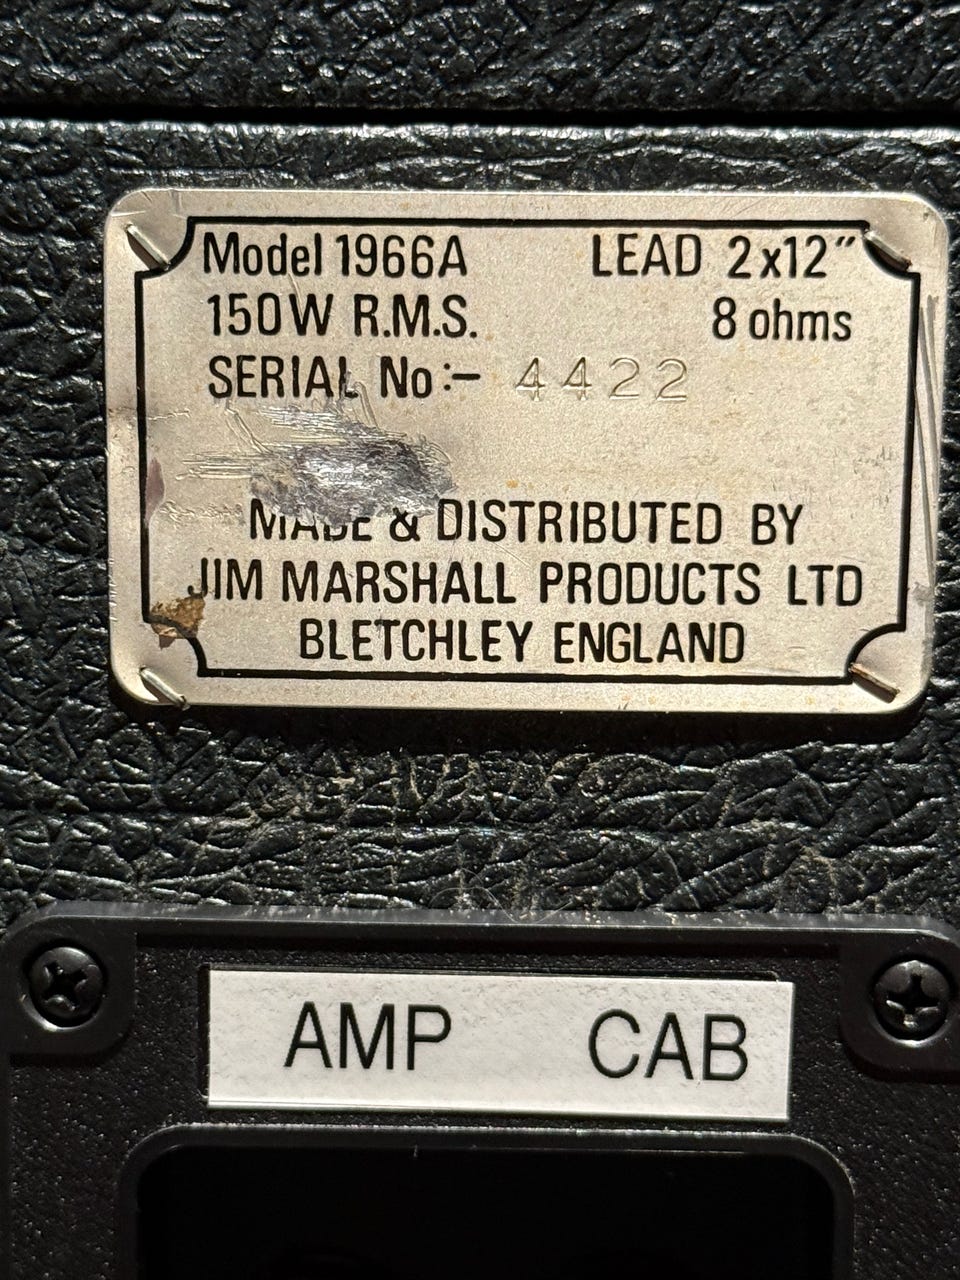 Model 1966A LEAD 2x12"
150W R.M.S. 8 ohms
SERIAL No:- 4422
MADE & DISTRIBUTED BY
JIM MARSHALL PRODUCTS LTD
BLETCHLEY ENGLAND
AMP CAB